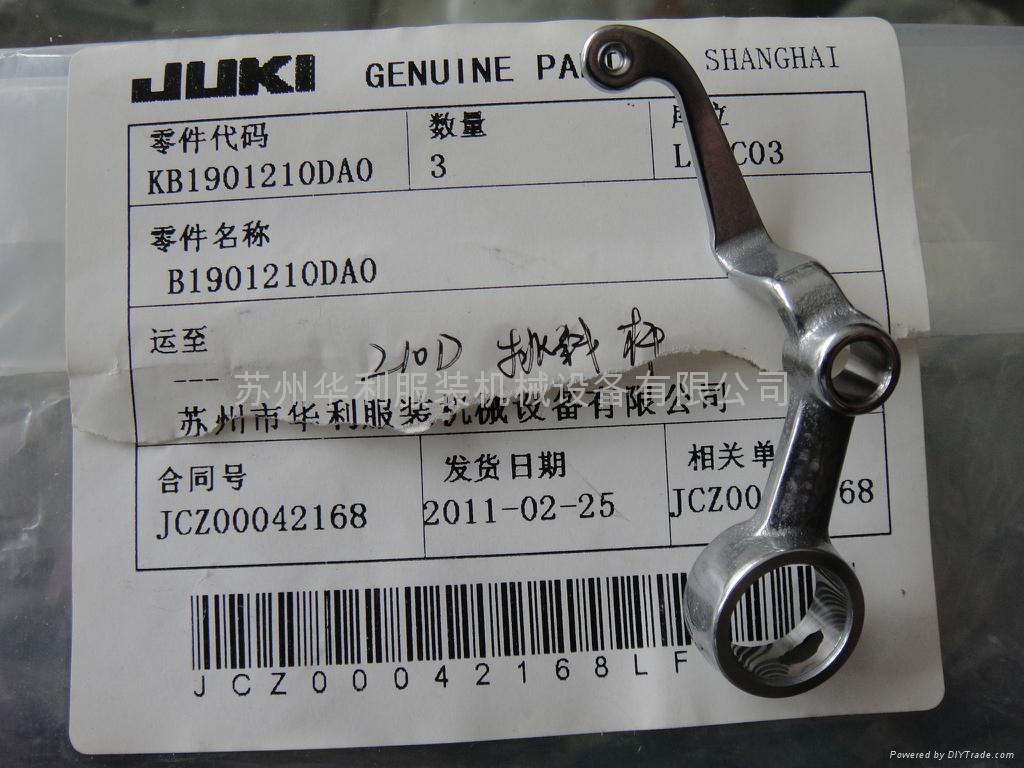 JUKI GENUINE PA SHANGHAI
零件代码 数量
KB1901210DA0 3 L C03
零件名称
B1901210DA0
运至
210D 挑线杆
---
苏州华利服装机械设备有限公司
苏州市华利服装机械设备有限公司
合同号 发货日期 相关单
JCZ00042168 2011-02-25 JCZ00 68
JCZ00042168LF
Powered by DIYTrade.com